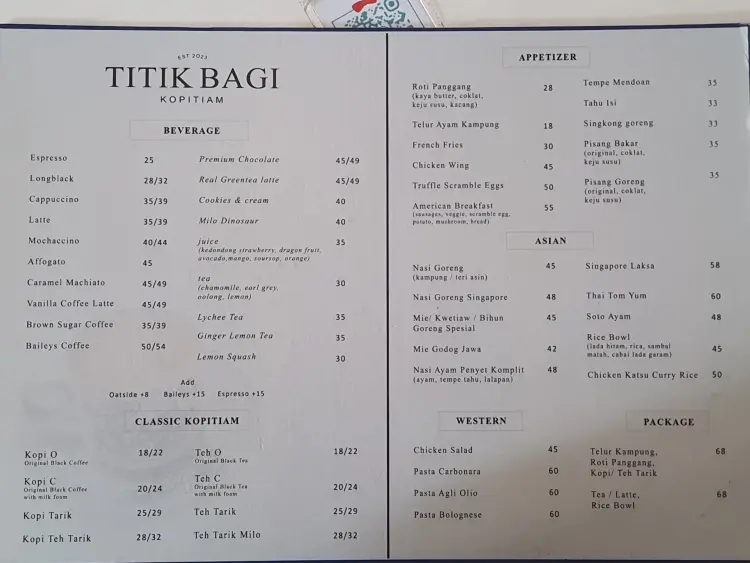 EST 2023
TITIK BAGI
KOPITIAM
BEVERAGE
Espresso 25
Longblack 28/32
Cappuccino 35/39
Latte 35/39
Mochaccino 40/44
Affogato 45
Caramel Machiato 45/49
Vanilla Coffee Latte 45/49
Brown Sugar Coffee 35/39
Baileys Coffee 50/54
Premium Chocolate 45/49
Real Greentea latte 45/49
Cookies & cream 40
Milo Dinosaur 40
juice 35
(kedondong strawberry, dragon fruit,
avocado,mango, soursop, orange)
tea 30
(chamomile, earl grey,
oolong, lemon)
Lychee Tea 35
Ginger Lemon Tea 35
Lemon Squash 30
Add
Oatside +8 Baileys +15 Espresso +15
CLASSIC KOPITIAM
Kopi O 18/22
Original Black Coffee
Kopi C 20/24
Original Black Coffee
with milk foam
Kopi Tarik 25/29
Kopi Teh Tarik 28/32
Teh O 18/22
Original Black Tea
Teh C 20/24
Original Black Tea
with milk foam
Teh Tarik 25/29
Teh Tarik Milo 28/32
APPETIZER
Roti Panggang 28
(kaya butter, coklat,
keju susu, kacang)
Telur Ayam Kampung 18
French Fries 30
Chicken Wing 45
Truffle Scramble Eggs 50
American Breakfast 55
(sausages, veggie, scramble egg,
potato, mushroom, bread)
Tempe Mendoan 35
Tahu Isi 33
Singkong goreng 33
Pisang Bakar 35
(original, coklat,
keju susu)
Pisang Goreng 35
(original, coklat,
keju susu)
ASIAN
Nasi Goreng 45
(kampung / teri asin)
Nasi Goreng Singapore 48
Mie/ Kwetiaw / Bihun 45
Goreng Spesial
Mie Godog Jawa 42
Nasi Ayam Penyet Komplit 48
(ayam, tempe tahu, lalapan)
Singapore Laksa 58
Thai Tom Yum 60
Soto Ayam 48
Rice Bowl
(lada hitam, rica, sambal 45
matah, cabai lade garam)
Chicken Katsu Curry Rice 50
WESTERN
Chicken Salad 45
Pasta Carbonara 60
Pasta Agli Olio 60
Pasta Bolognese 60
PACKAGE
Telur Kampung, 68
Roti Panggang,
Kopi/ Teh Tarik
Tea / Latte, 68
Rice Bowl